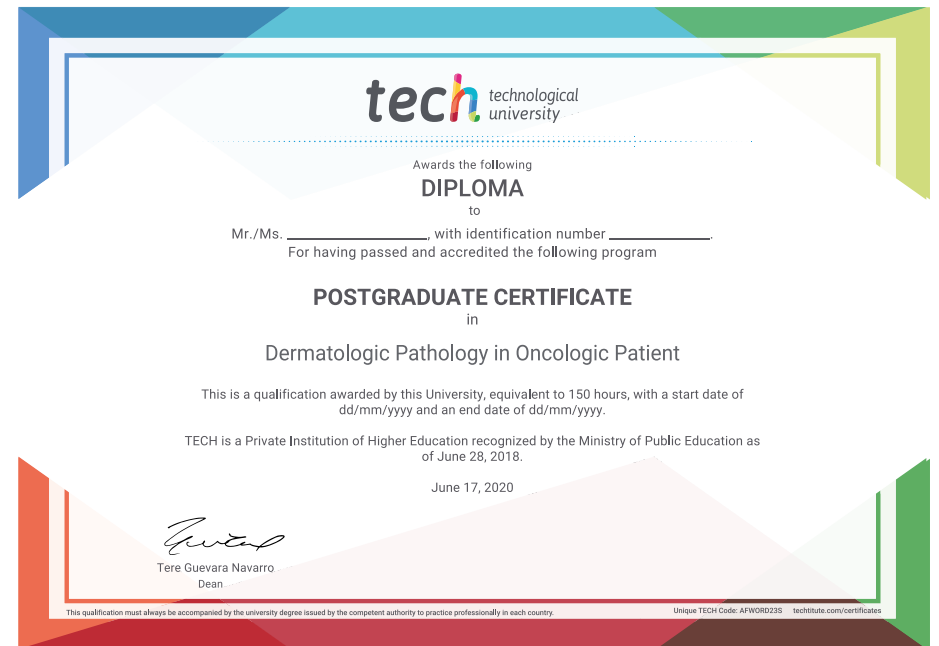 tech technological
university
Awards the following
DIPLOMA
to
Mr./Ms. ____________________, with identification number ______________.
For having passed and accredited the following program
POSTGRADUATE CERTIFICATE
in
Dermatologic Pathology in Oncologic Patient
This is a qualification awarded by this University, equivalent to 150 hours, with a start date of
dd/mm/yyyy and an end date of dd/mm/yyyy.
TECH is a Private Institution of Higher Education recognized by the Ministry of Public Education as
of June 28, 2018.
June 17, 2020
Tere Guevara Navarro
Dean
This qualification must always be accompanied by the university degree issued by the competent authority to practice professionally in each country.
Unique TECH Code: AFWORD23S techtitute.com/certificates